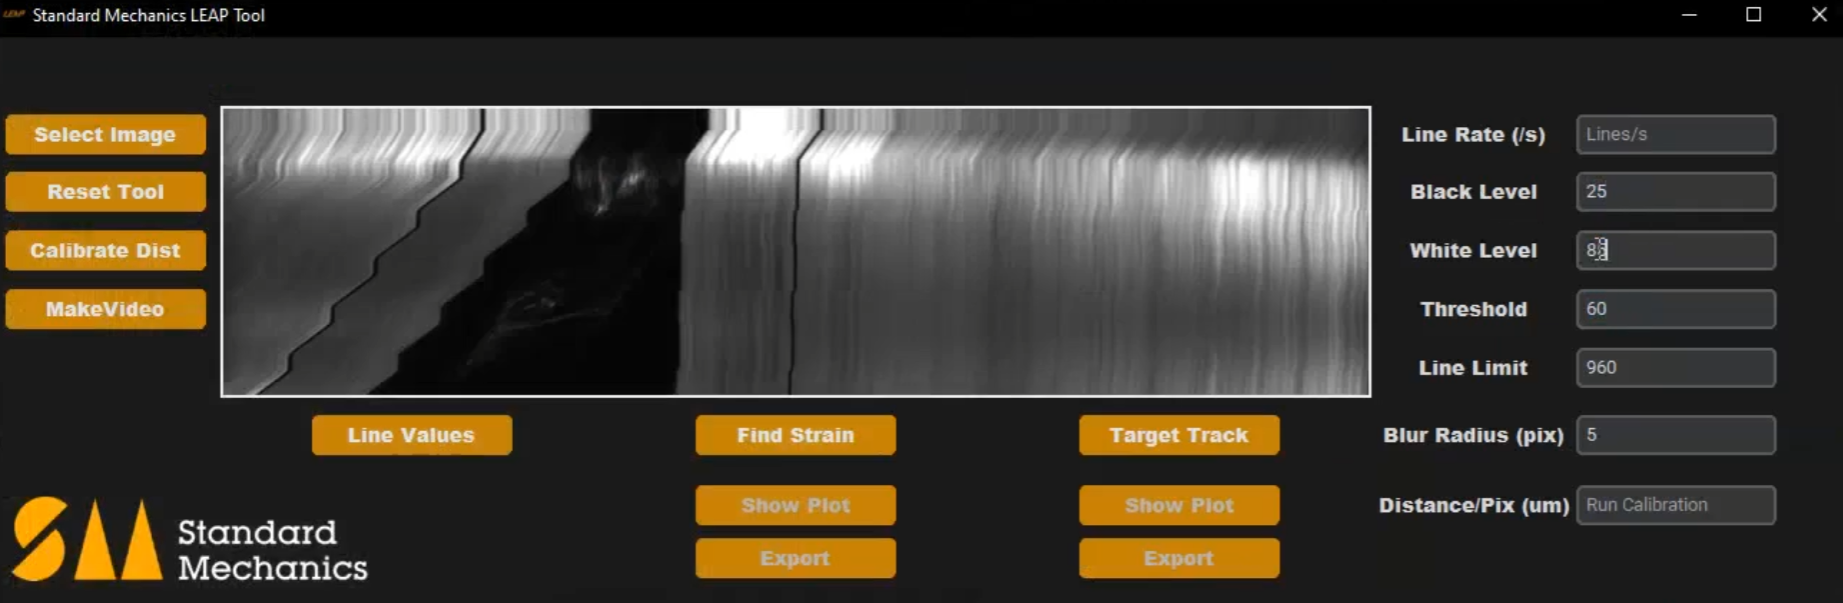 Standard Mechanics LEAP Tool
Select Image
Reset Tool
Calibrate Dist
MakeVideo
Line Rate (/s) Lines/s
Black Level 25
White Level
Threshold 60
Line Limit 960
Blur Radius (pix) 5
Distance/Pix (um) Run Calibration
Line Values
Find Strain
Target Track
Show Plot
Show Plot
Export
Export
Standard
Mechanics